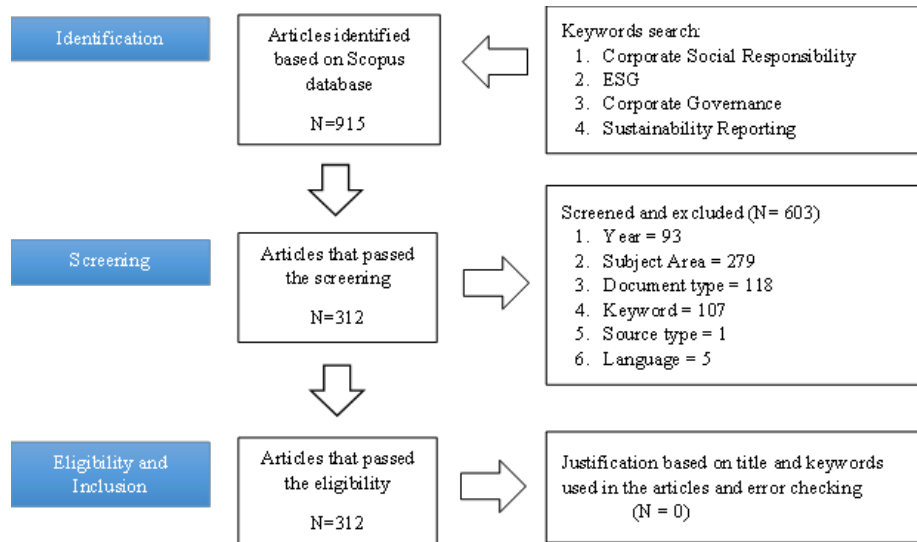 Identification
Articles identified
based on Scopus
database
N=915
Keywords search:
1. Corporate Social Responsibility
2. ESG
3. Corporate Governance
4. Sustainability Reporting
Screening
Articles that passed
the screening
N=312
Screened and excluded (N= 603)
1. Year = 93
2. Subject Area = 279
3. Document type = 118
4. Keyword = 107
5. Source type = 1
6. Language = 5
Eligibility and
Inclusion
Articles that passed
the eligibility
N=312
Justification based on title and keywords
used in the articles and error checking
(N = 0)